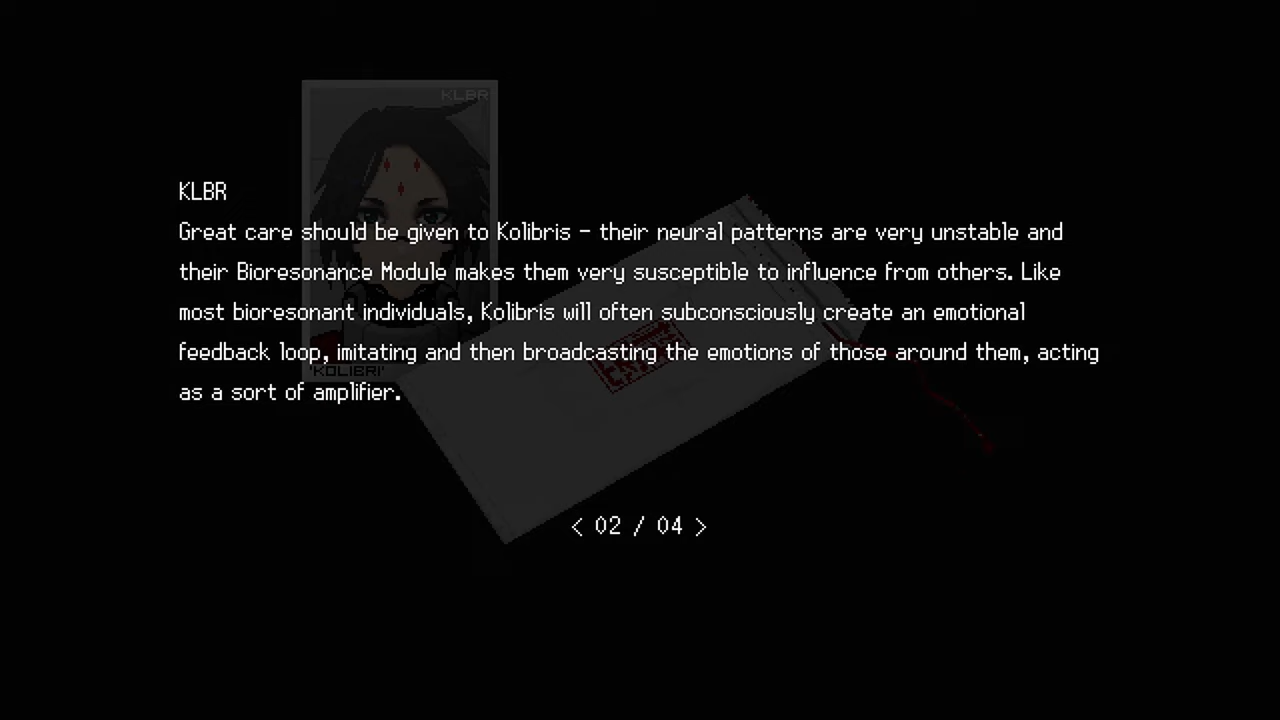 KLBR
KLBR
Great care should be given to Kolibris - their neural patterns are very unstable and
their Bioresonance Module makes them very susceptible to influence from others. Like
most bioresonant individuals, Kolibris will often subconsciously create an emotional
feedback loop, imitating and then broadcasting the emotions of those around them, acting
'KOLIBRI'
as a sort of amplifier.
< 02 / 04 >